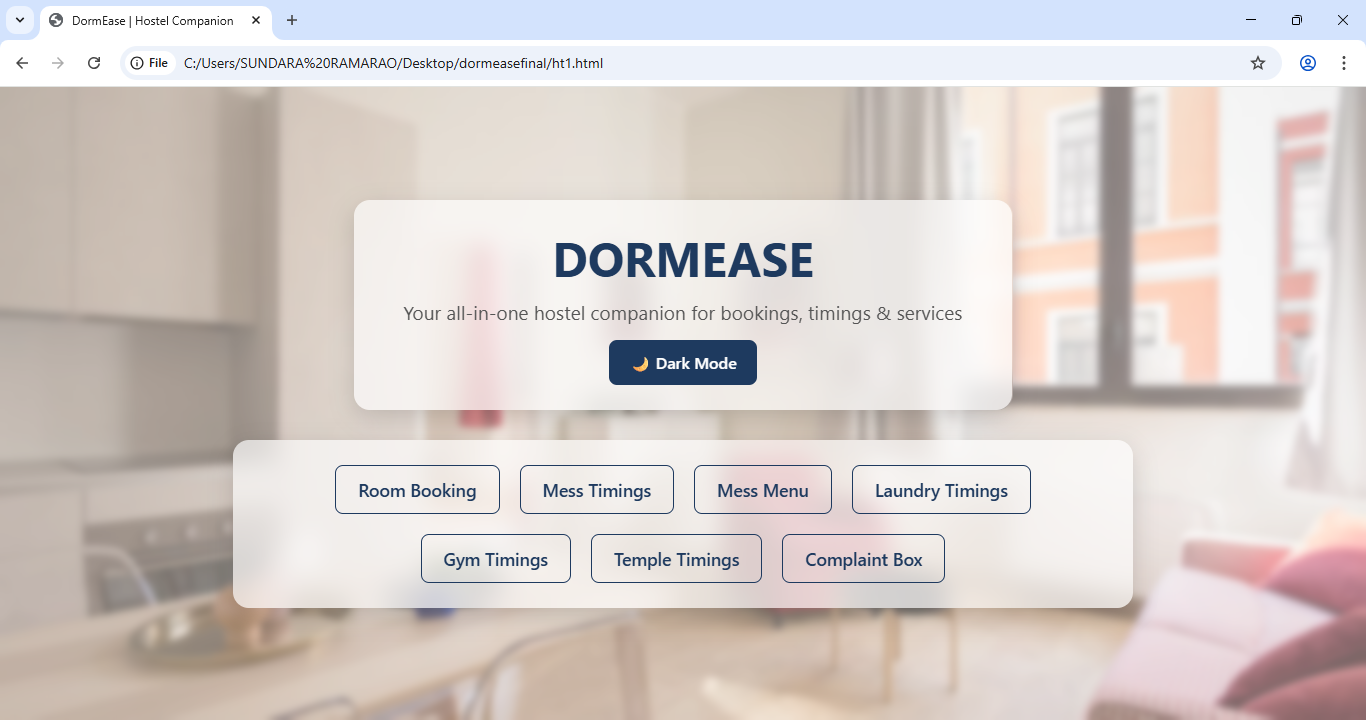 DormEase | Hostel Companion
File C:/Users/SUNDARA%20RAMARAO/Desktop/dormeasefinal/ht1.html
DORMEASE
Your all-in-one hostel companion for bookings, timings & services
🌙 Dark Mode
Room Booking Mess Timings Mess Menu Laundry Timings
Gym Timings Temple Timings Complaint Box